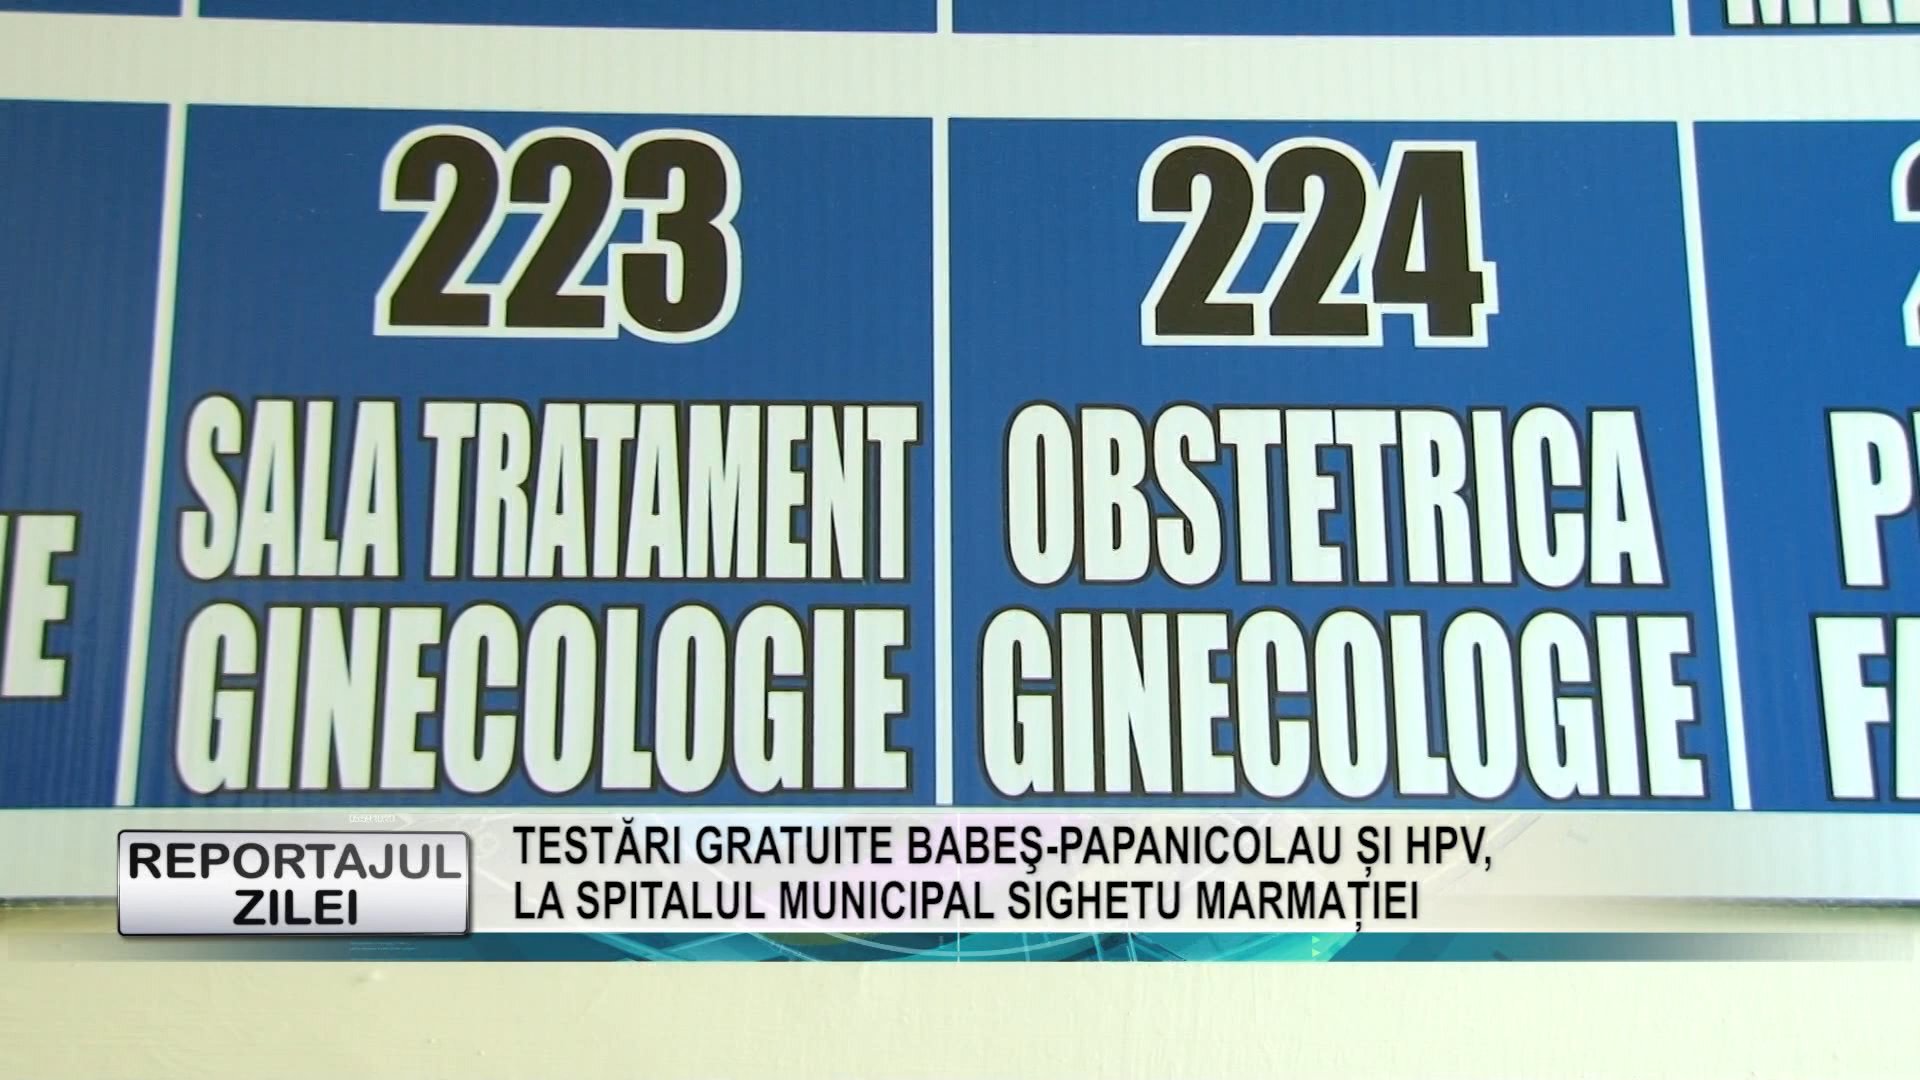 223
SALA TRATAMENT
GINECOLOGIE
224
OBSTETRICA
GINECOLOGIE
REPORTAJUL
ZILEI
TESTĂRI GRATUITE BABEŞ-PAPANICOLAU ȘI HPV,
LA SPITALUL MUNICIPAL SIGHETU MARMAȚIEI